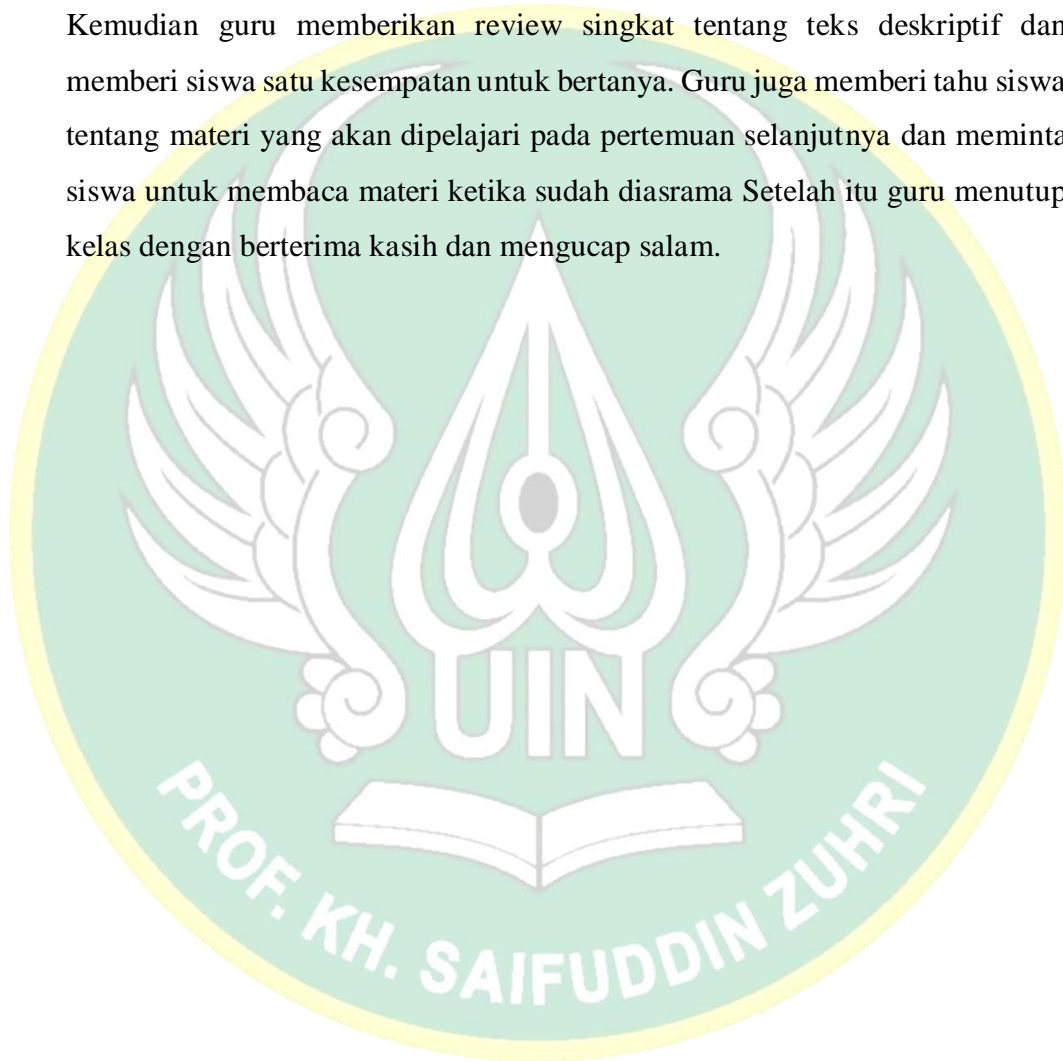 Kemudian guru memberikan review singkat tentang teks deskriptif dan
memberi siswa satu kesempatan untuk bertanya. Guru juga memberi tahu siswa
tentang materi yang akan dipelajari pada pertemuan selanjutnya dan meminta
siswa untuk membaca materi ketika sudah diasrama Setelah itu guru menutup
kelas dengan berterima kasih dan mengucap salam.
UIN
PROF. KH. SAIFUDDIN ZUHRI